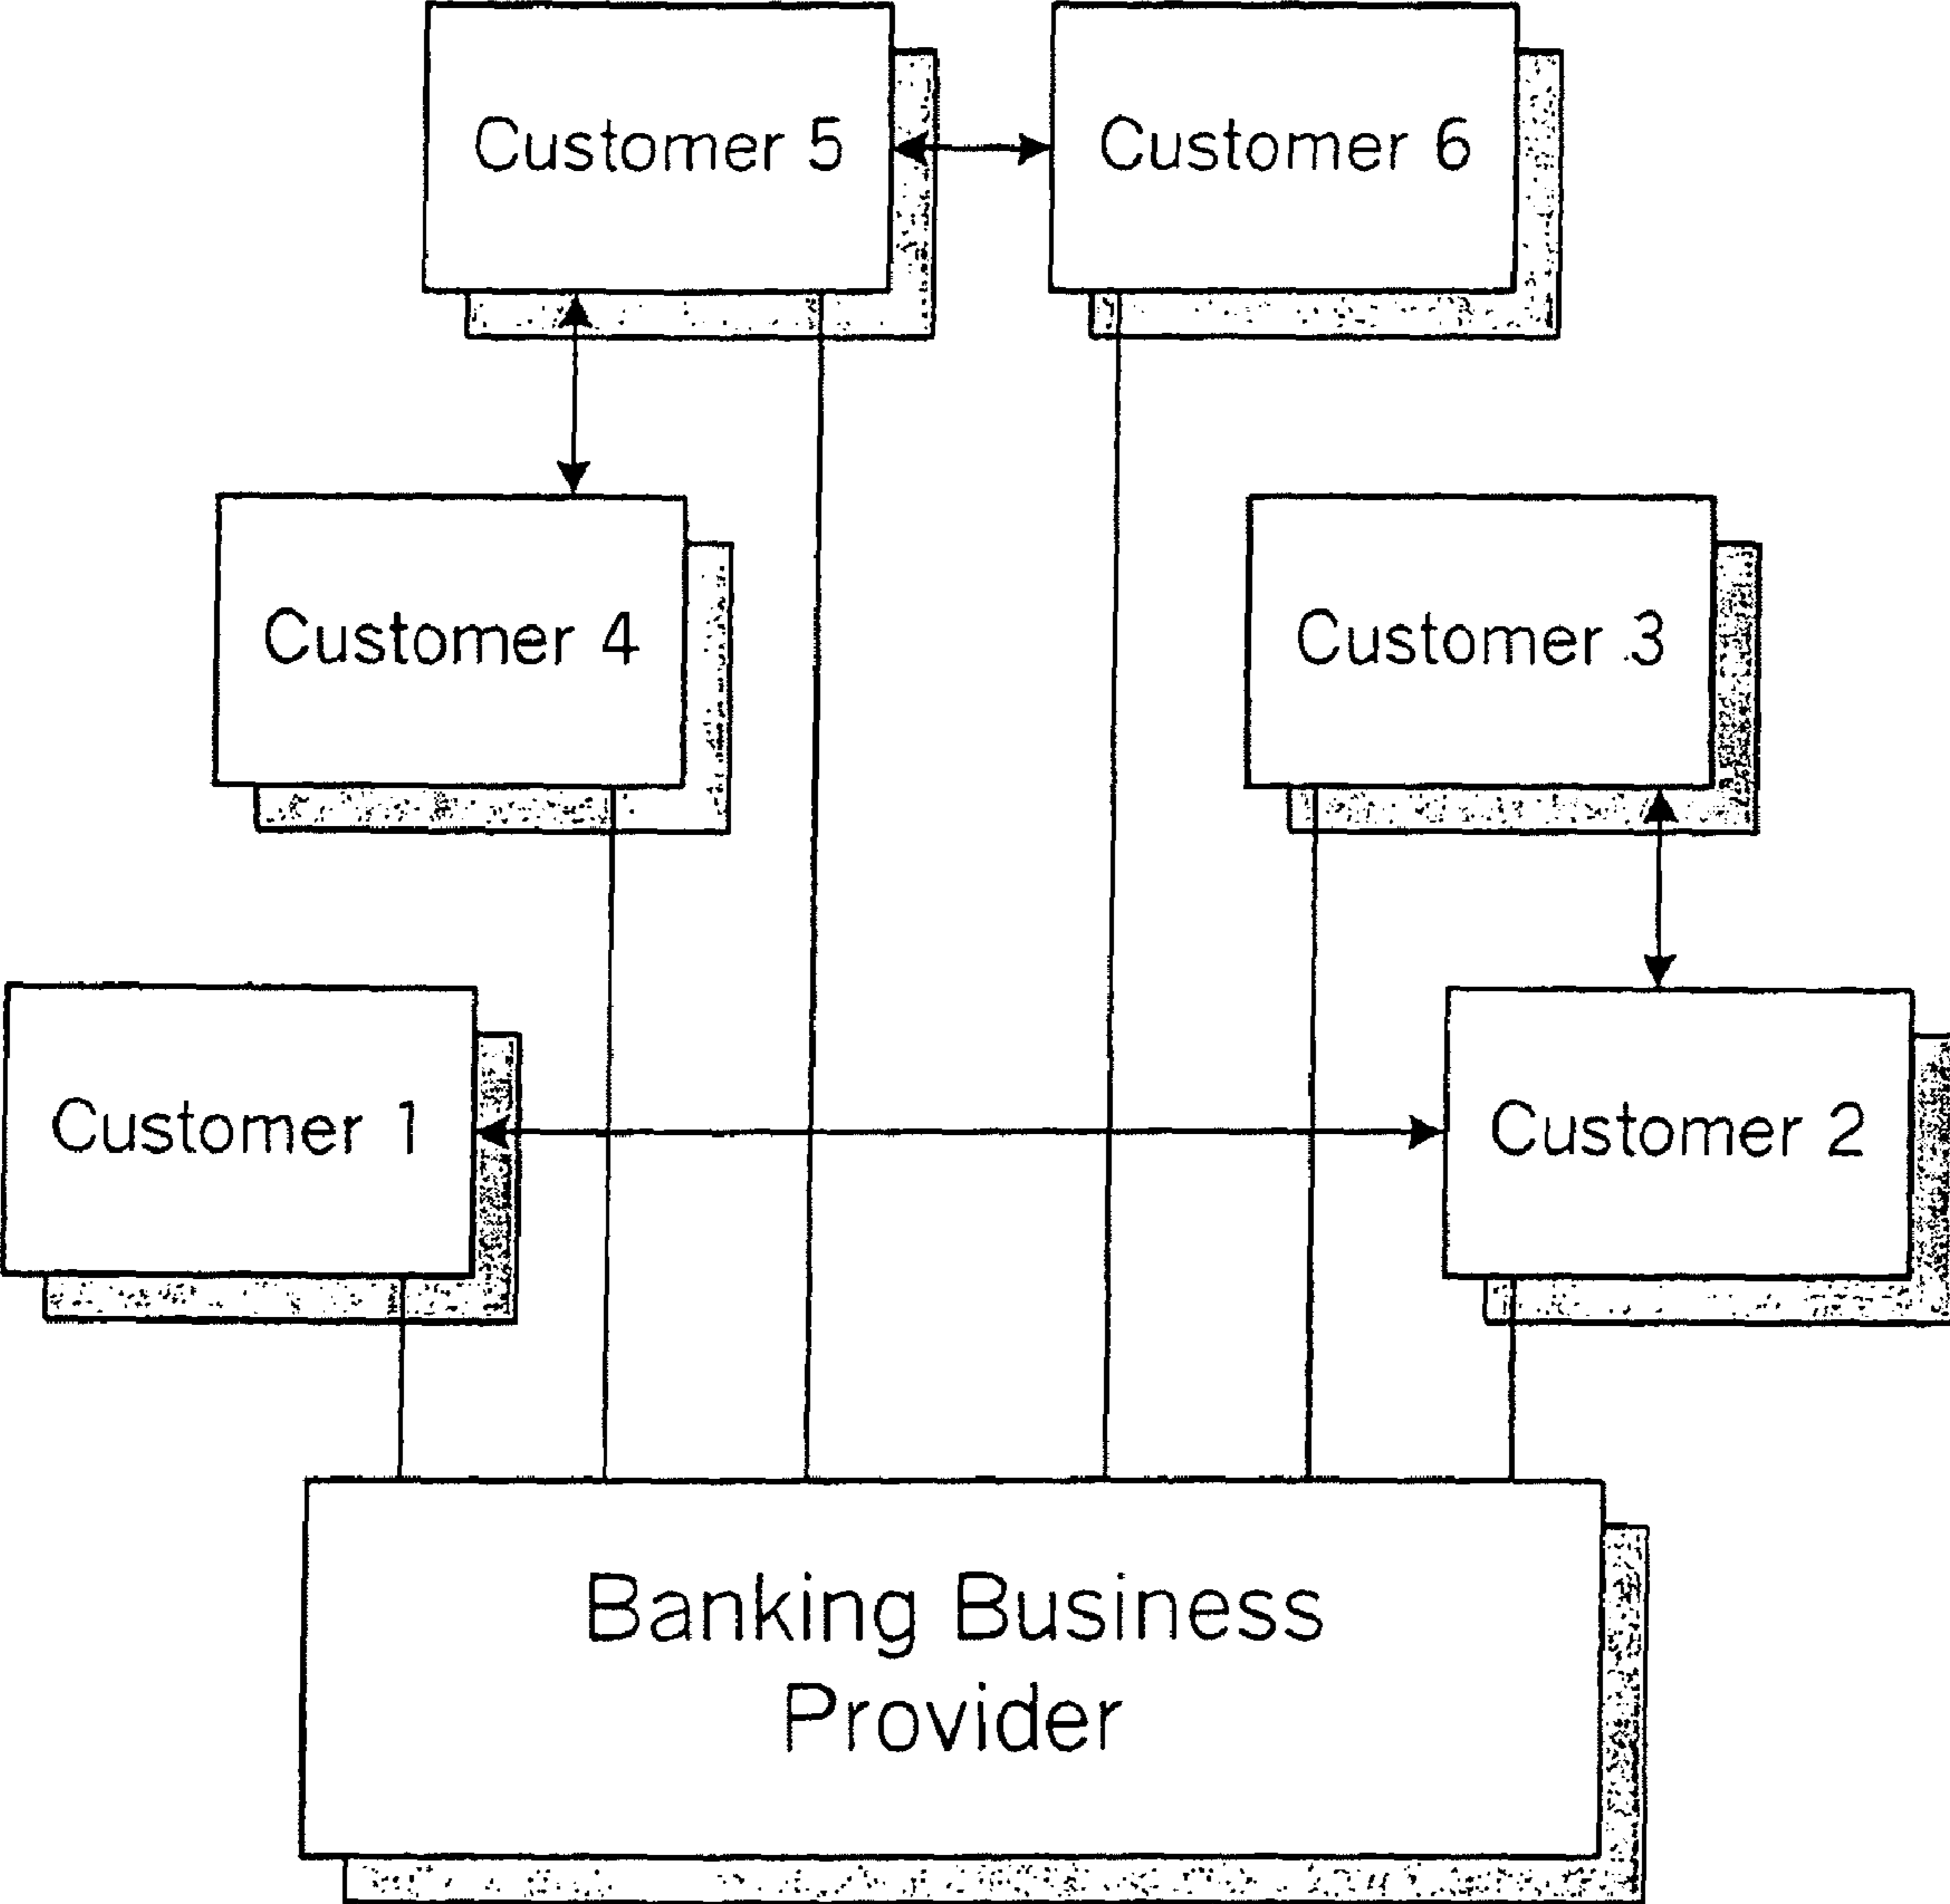 Customer 5
Customer 6
Customer 4
Customer 3
Customer 1
Customer 2
Banking Business
Provider